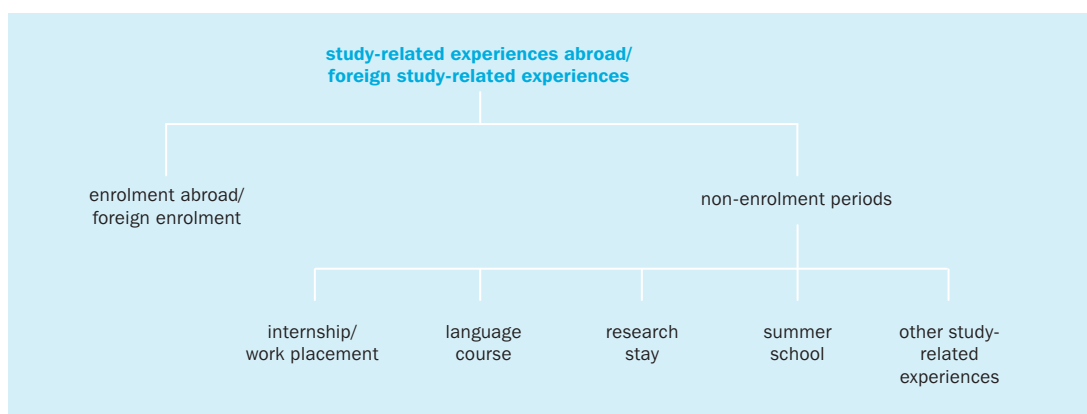 study-related experiences abroad/
foreign study-related experiences
enrolment abroad/
foreign enrolment
non-enrolment periods
internship/
work placement
language
course
research
stay
summer
school
other study-
related
experiences